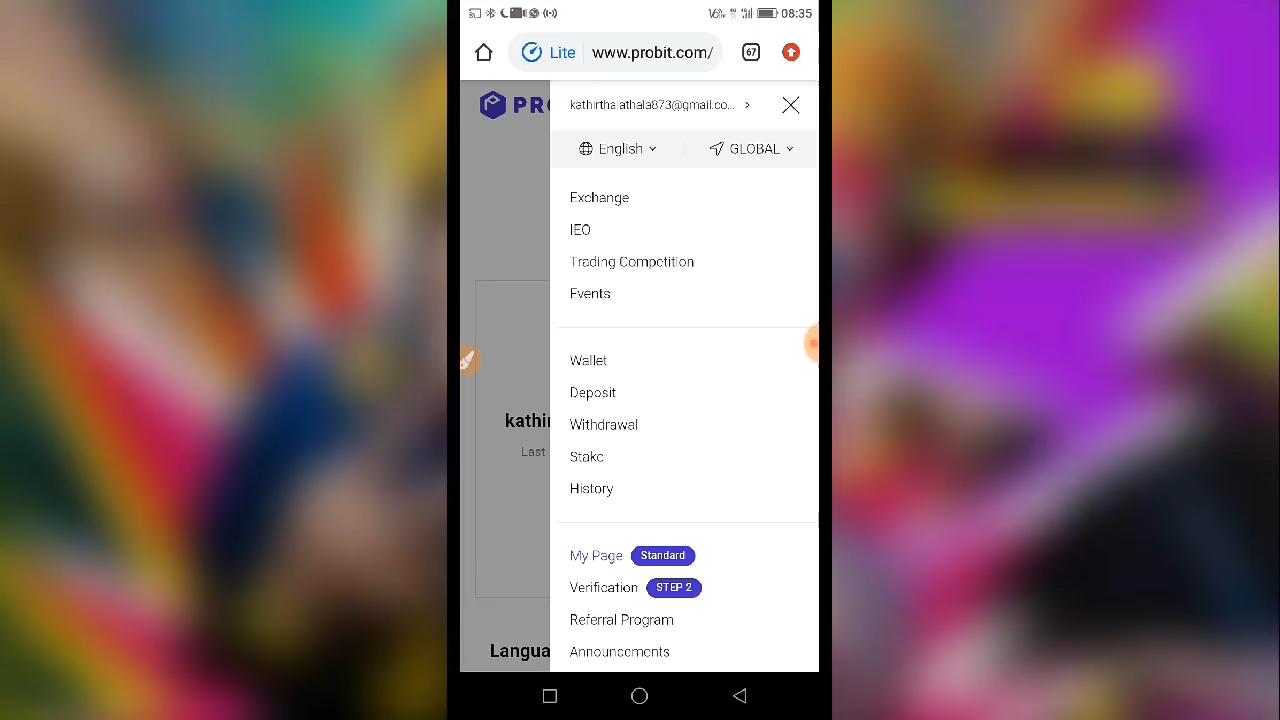 08:35
Lite www.probit.com/ 67
PRO
kathirthalathala873@gmail.co... >
English GLOBAL
Exchange
IEO
Trading Competition
Events
Wallet
Deposit
kathir
Withdrawal
Last
Stake
History
My Page Standard
Verification STEP 2
Referral Program
Langua
Announcements